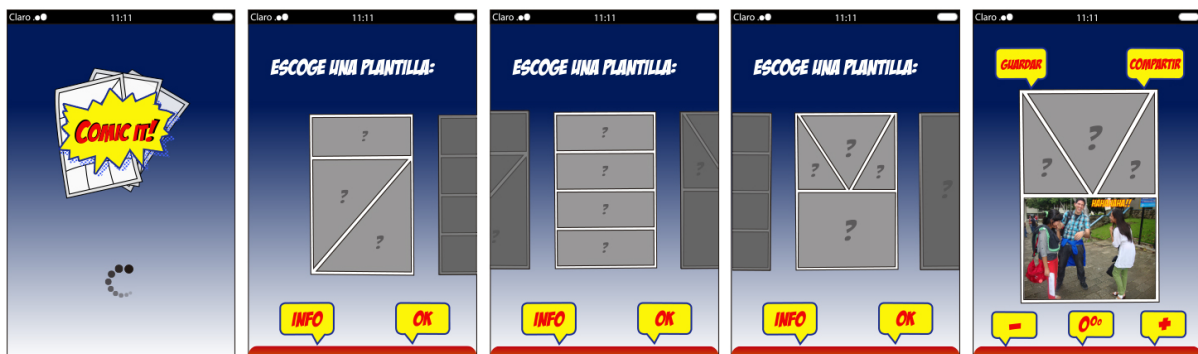 Claro 11:11
COMIC IT!
Claro 11:11
ESCOGE UNA PLANTILLA:
?
?
?
INFO OK
Claro 11:11
ESCOGE UNA PLANTILLA:
?
?
?
?
INFO OK
Claro 11:11
ESCOGE UNA PLANTILLA:
?
? ?
?
INFO OK
Claro 11:11
GUARDAR COMPARTIR
?
? ?
HAHAHAHA!!
- +